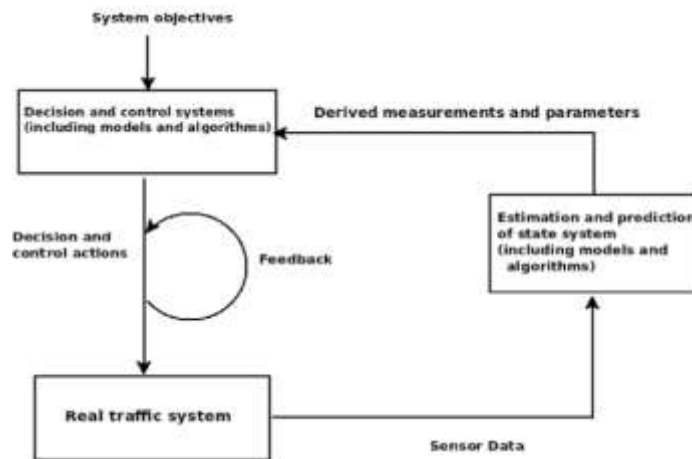 System objectives
Decision and control systems
(including models and algorithms)
Derived measurements and parameters
Estimation and prediction
of state system
(including models and
algorithms)
Decision and
control actions
Feedback
Real traffic system
Sensor Data